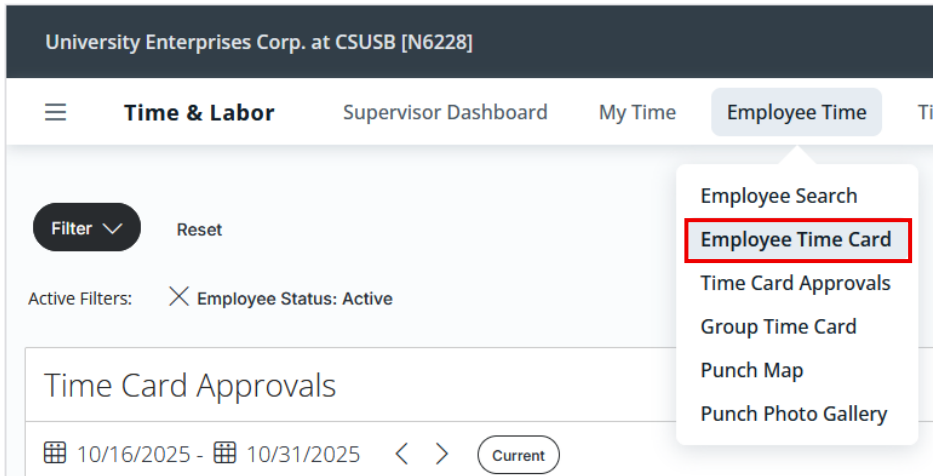 University Enterprises Corp. at CSUSB [N6228]
Time & Labor Supervisor Dashboard My Time Employee Time Ti
Employee Search
Employee Time Card
Time Card Approvals
Group Time Card
Punch Map
Punch Photo Gallery
Filter Reset
Active Filters: Employee Status: Active
Time Card Approvals
10/16/2025 - 10/31/2025 < > Current